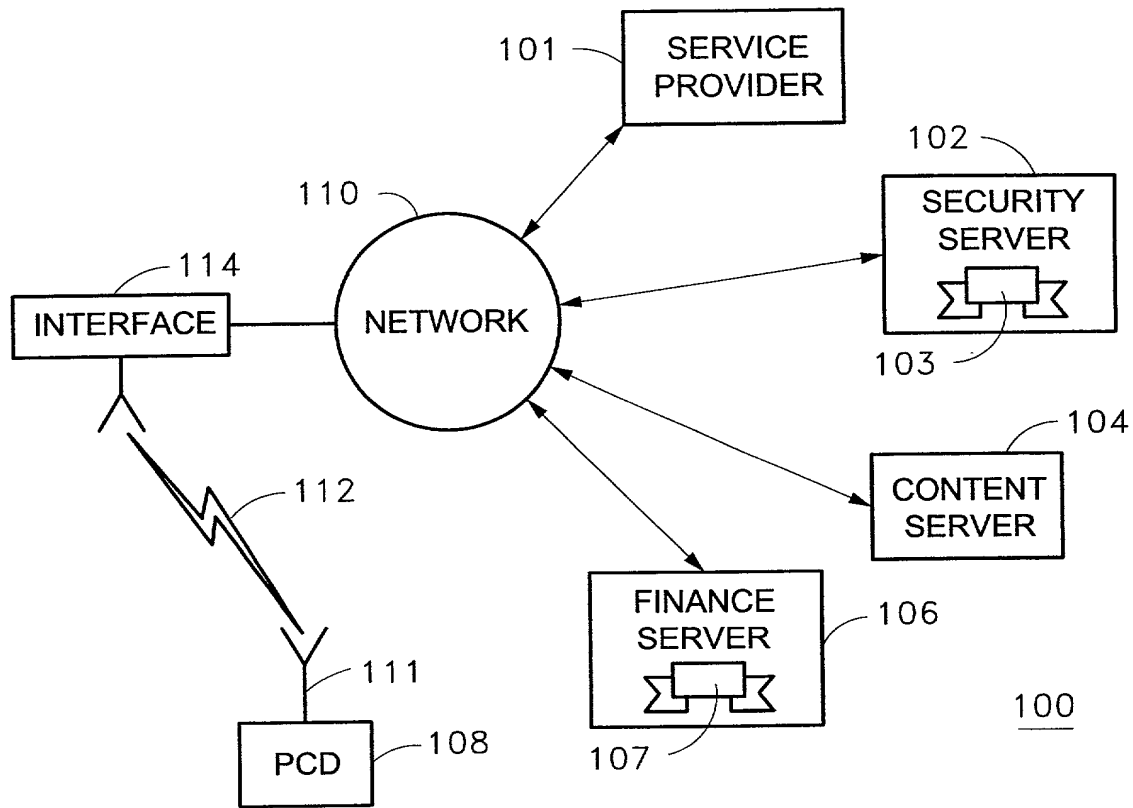 101
SERVICE
PROVIDER
102
SECURITY
SERVER
103
110
NETWORK
114
INTERFACE
104
CONTENT
SERVER
112
FINANCE
SERVER
106
107
111
PCD
108
100